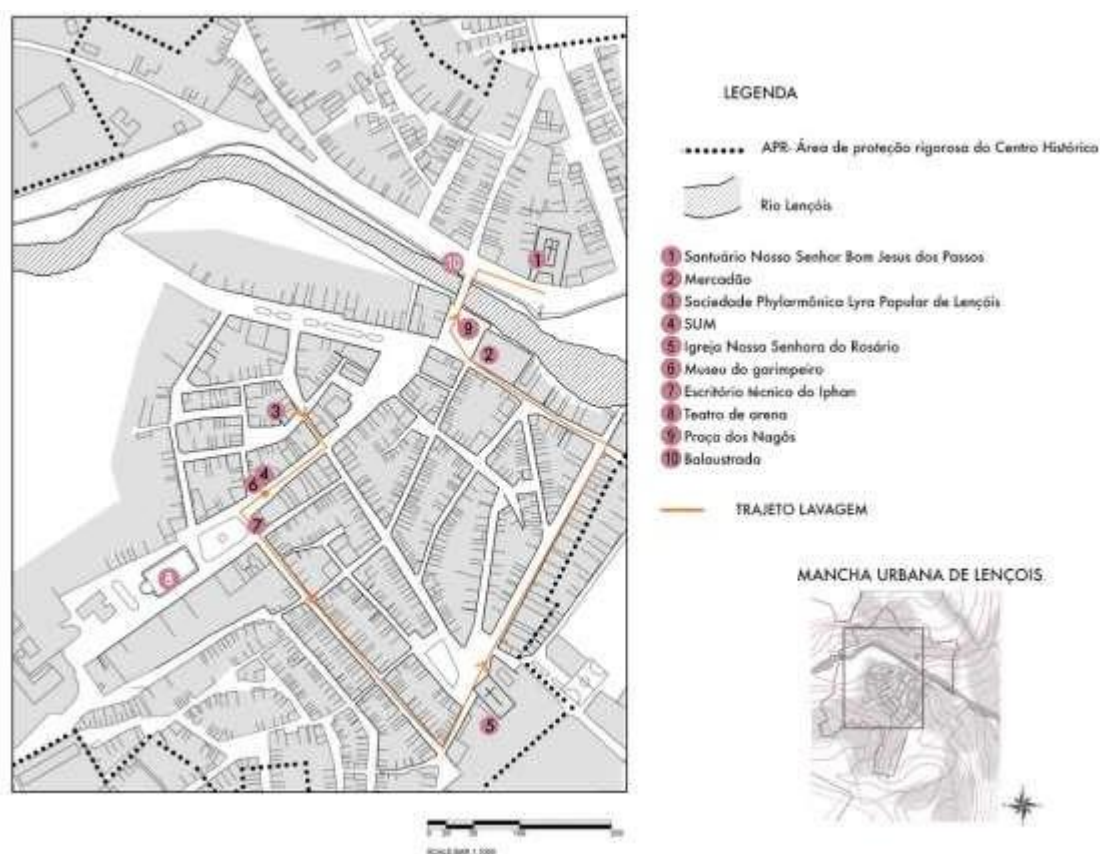 LEGENDA
APR- Área de proteção rigorosa do Centro Histórico
Rio Lençóis
1 Santuário Nosso Senhor Bom Jesus dos Passos
2 Mercadão
3 Sociedade Phylarmônica Lyra Popular de Lençóis
4 SUM
5 Igreja Nossa Senhora do Rosário
6 Museu do garimpeiro
7 Escritório técnico do Iphan
8 Teatro de arena
9 Praça dos Nagôs
10 Balaustrada
TRAJETO LAVAGEM
MANCHA URBANA DE LENÇOIS
10
1
9
2
3
4
6
7
8
5
0
SCALE BAR